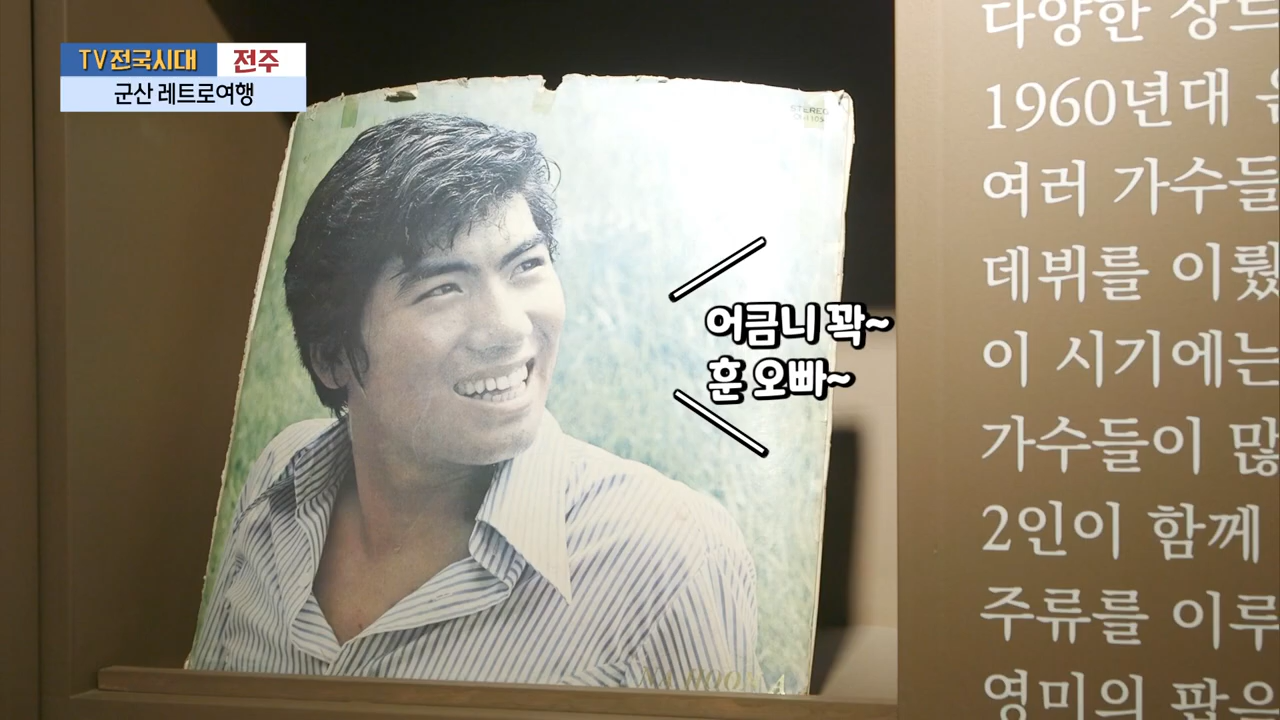 TV전국시대 전주
군산 레트로여행
STEREO
어금니 꽉~
훈 오빠~
NA HOON A
다양한 장르
1960년대
여러 가수들
데뷔를 이뤘
이 시기에는
가수들이 많
2인이 함께
주류를 이루
영미의 팝음